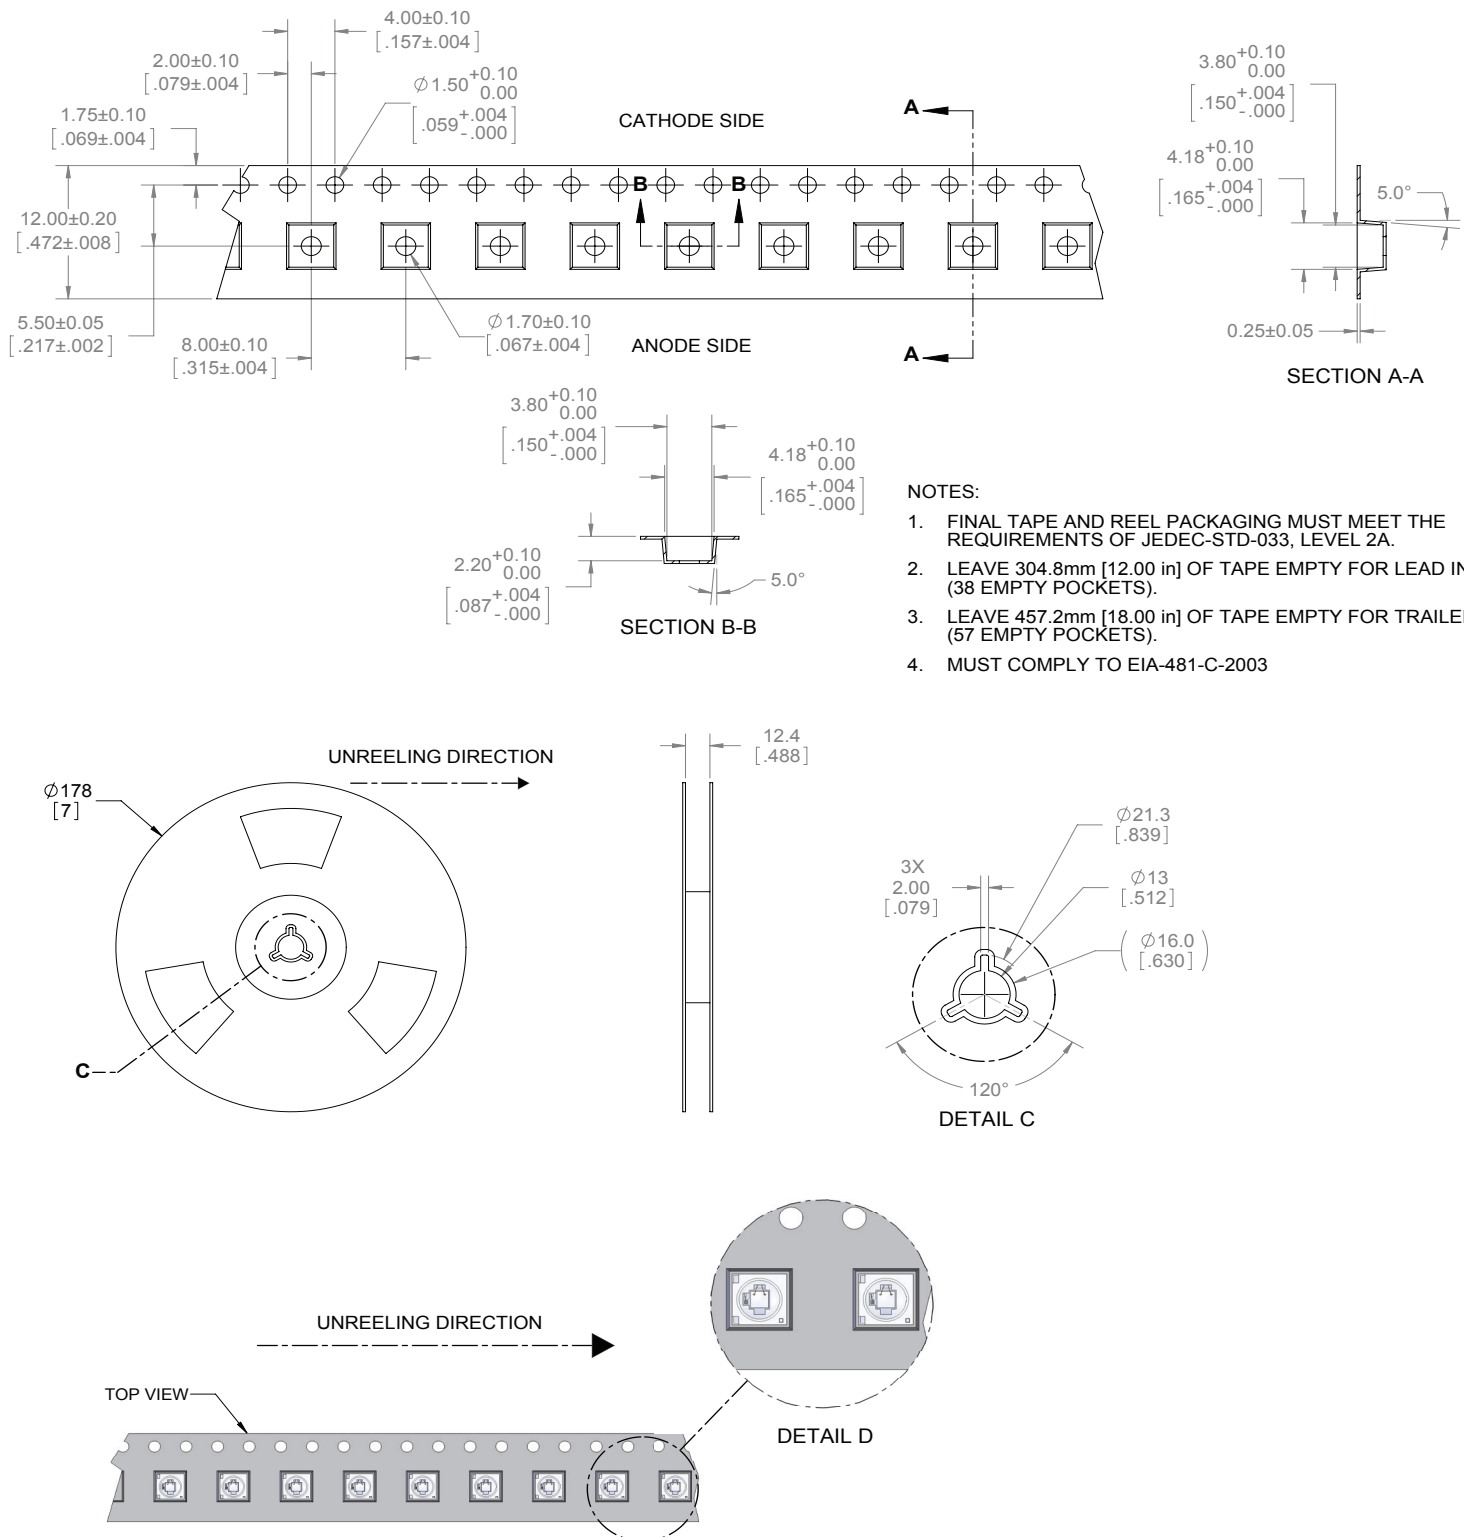 4.00±0.10
[.157±.004]
2.00±0.10
[.079±.004]
∅1.50 +0.10
0.00
[.059 +.004
-.000]
1.75±0.10
[.069±.004]
CATHODE SIDE
A
3.80 +0.10
0.00
[.150 +.004
-.000]
4.18 +0.10
0.00
[.165 +.004
-.000]
5.0°
B B
12.00±0.20
[.472±.008]
5.50±0.05
[.217±.002]
8.00±0.10
[.315±.004]
∅1.70±0.10
[.067±.004]
ANODE SIDE
A
0.25±0.05
SECTION A-A
3.80 +0.10
0.00
[.150 +.004
-.000]
4.18 +0.10
0.00
[.165 +.004
-.000]
2.20 +0.10
0.00
[.087 +.004
-.000]
5.0°
SECTION B-B
NOTES:
1. FINAL TAPE AND REEL PACKAGING MUST MEET THE
REQUIREMENTS OF JEDEC-STD-033, LEVEL 2A.
2. LEAVE 304.8mm [12.00 in] OF TAPE EMPTY FOR LEAD IN
(38 EMPTY POCKETS).
3. LEAVE 457.2mm [18.00 in] OF TAPE EMPTY FOR
(57 EMPTY POCKETS).
4. MUST COMPLY TO EIA-481-C-2003
UNREELING DIRECTION
∅178
[7]
C
12.4
[.488]
∅21.3
[.839]
3X
2.00
[.079]
∅13
[.512]
(∅16.0
[.630])
120°
DETAIL C
UNREELING DIRECTION
TOP VIEW
DETAIL D